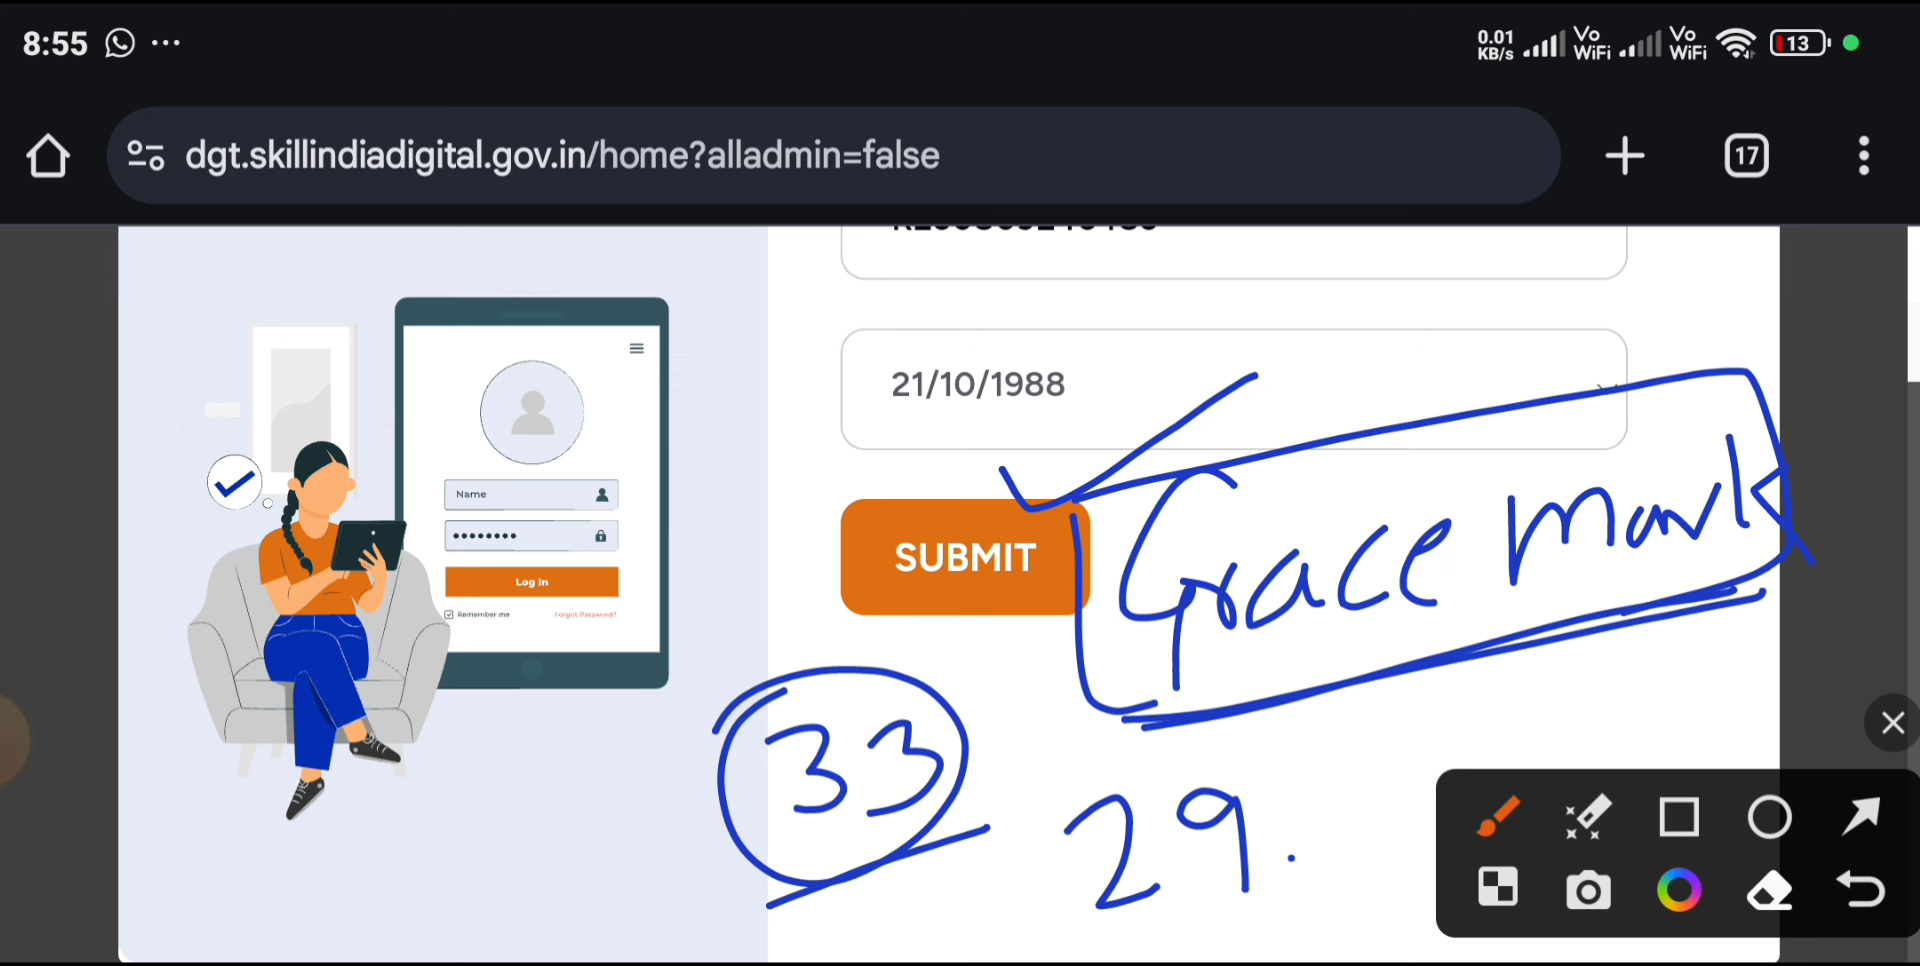 8:55
0.01 KB/s Vo WiFi Vo WiFi 13
dgt.skillindiadigital.gov.in/home?alladmin=false
17
21/10/1988
Name
SUBMIT
Grace mark
Log In
Remember me Forgot Password?
33
29.